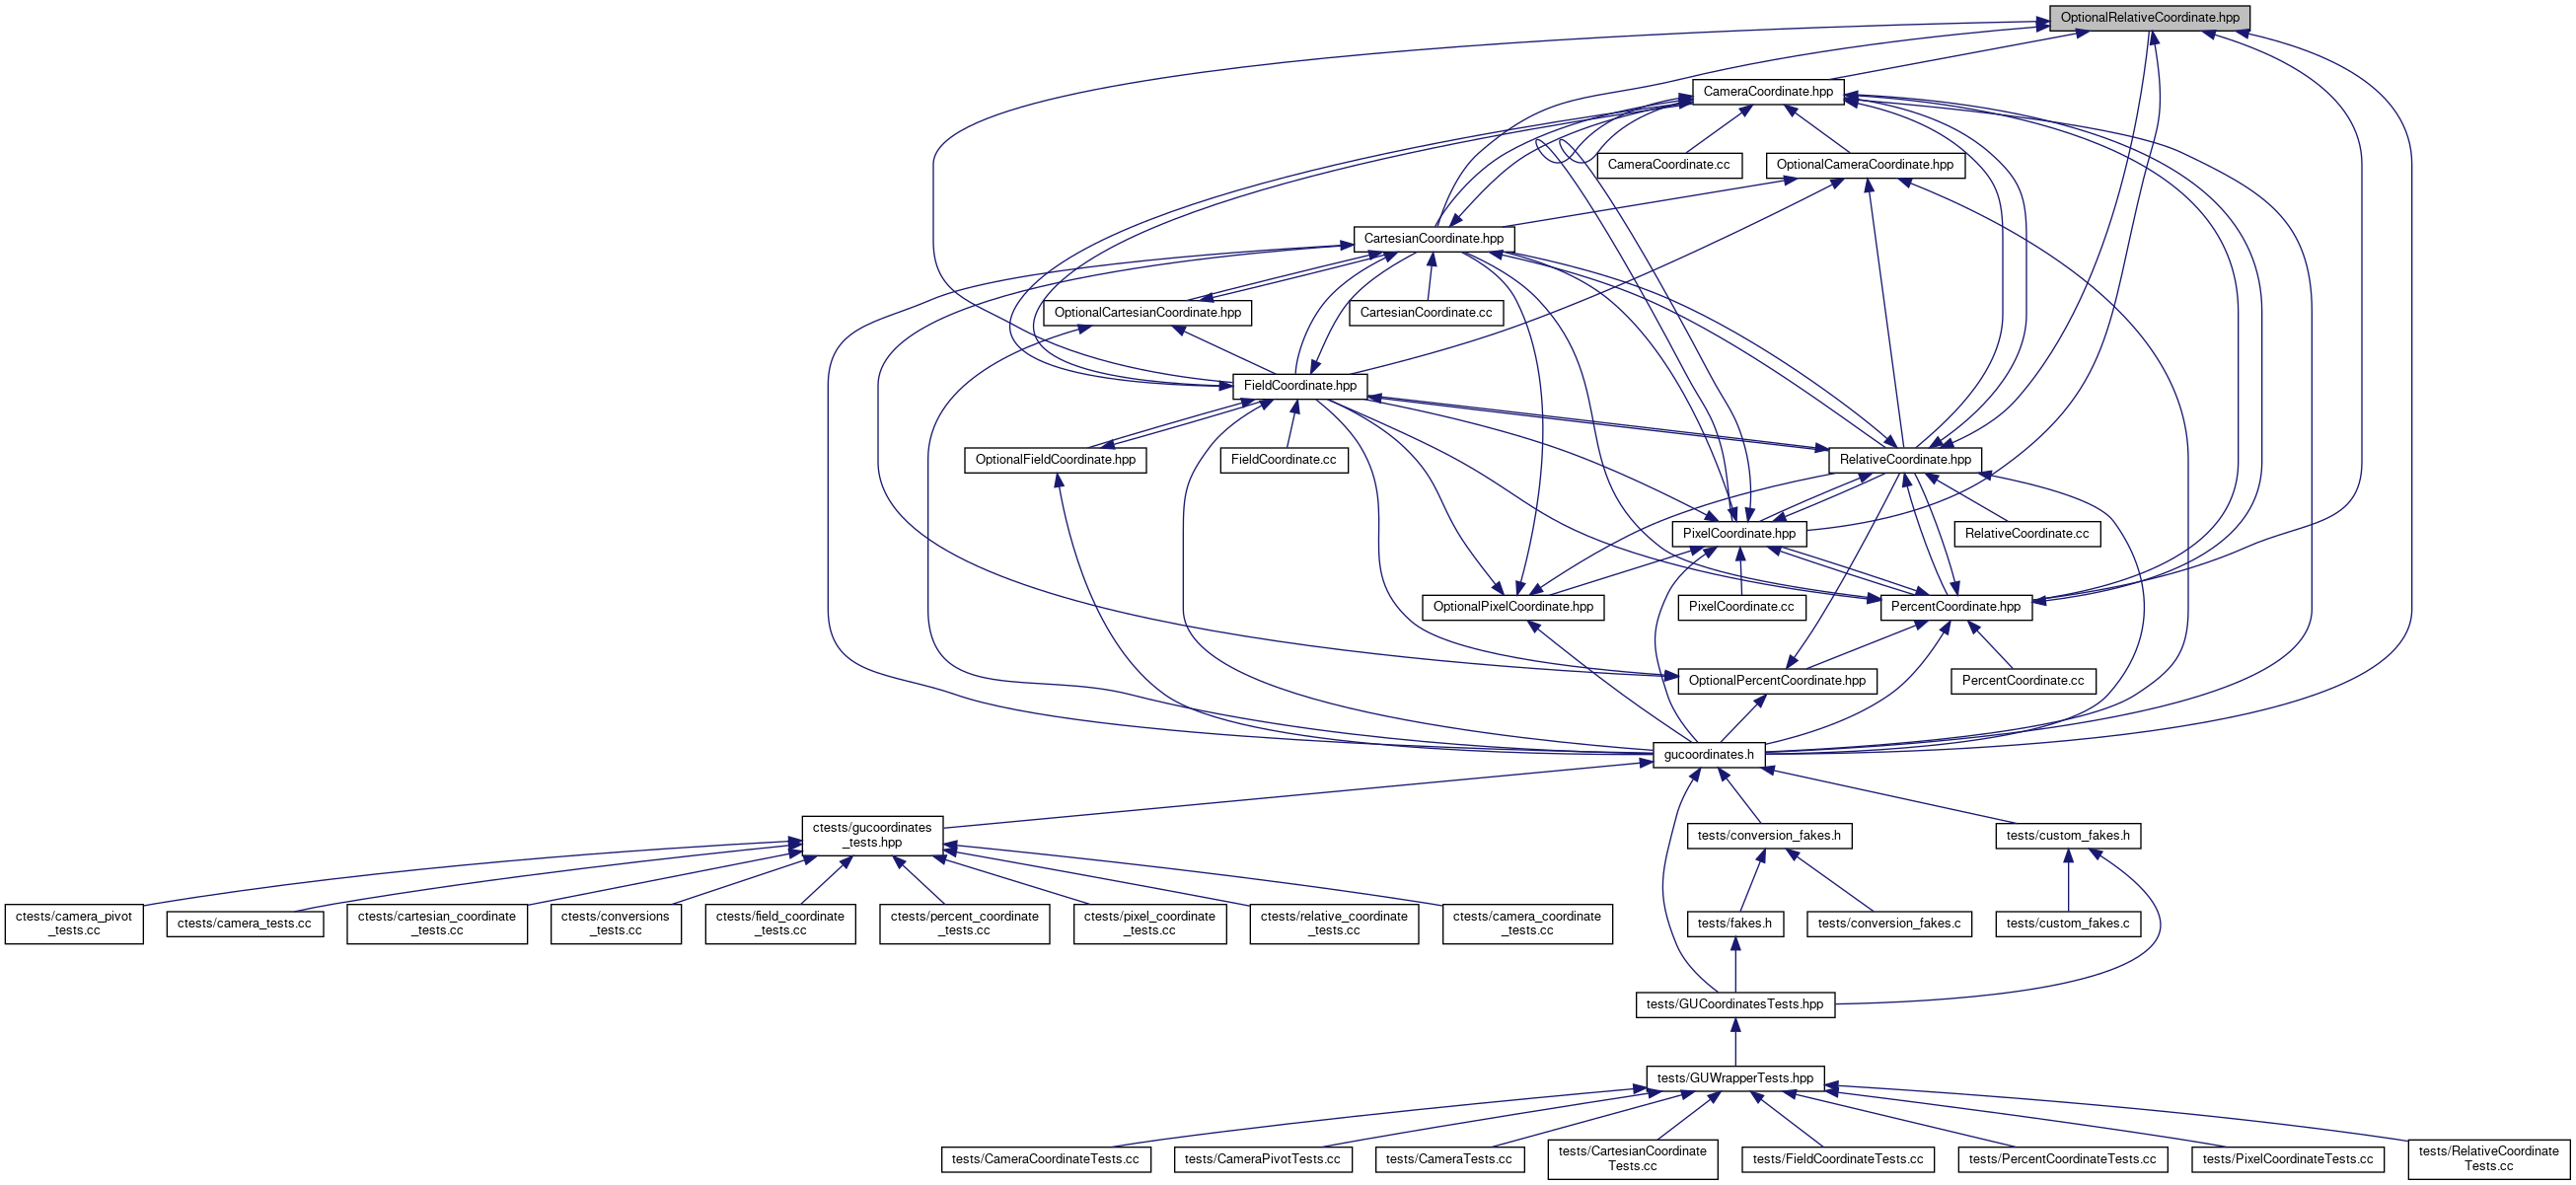 OptionalRelativeCoordinate.hpp
CameraCoordinate.hpp
CameraCoordinate.cc
OptionalCameraCoordinate.hpp
CartesianCoordinate.hpp
OptionalCartesianCoordinate.hpp
CartesianCoordinate.cc
FieldCoordinate.hpp
OptionalFieldCoordinate.hpp
FieldCoordinate.cc
RelativeCoordinate.hpp
PixelCoordinate.hpp
RelativeCoordinate.cc
OptionalPixelCoordinate.hpp
PixelCoordinate.cc
PercentCoordinate.hpp
OptionalPercentCoordinate.hpp
PercentCoordinate.cc
gucoordinates.h
ctests/gucoordinates
_tests.hpp
tests/conversion_fakes.h
tests/custom_fakes.h
ctests/camera_pivot
_tests.cc
ctests/camera_tests.cc
ctests/cartesian_coordinate
_tests.cc
ctests/conversions
_tests.cc
ctests/field_coordinate
_tests.cc
ctests/percent_coordinate
_tests.cc
ctests/pixel_coordinate
_tests.cc
ctests/relative_coordinate
_tests.cc
ctests/camera_coordinate
_tests.cc
tests/fakes.h
tests/conversion_fakes.c
tests/custom_fakes.c
tests/GUCoordinatesTests.hpp
tests/GUWrapperTests.hpp
tests/CameraCoordinateTests.cc
tests/CameraPivotTests.cc
tests/CameraTests.cc
tests/CartesianCoordinate
Tests.cc
tests/FieldCoordinateTests.cc
tests/PercentCoordinateTests.cc
tests/PixelCoordinateTests.cc
tests/RelativeCoordinate
Tests.cc